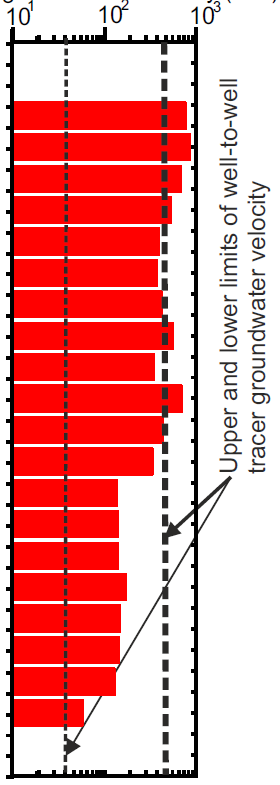 10¹ 10² 10³
Upper and lower limits of well-to-well
tracer groundwater velocity